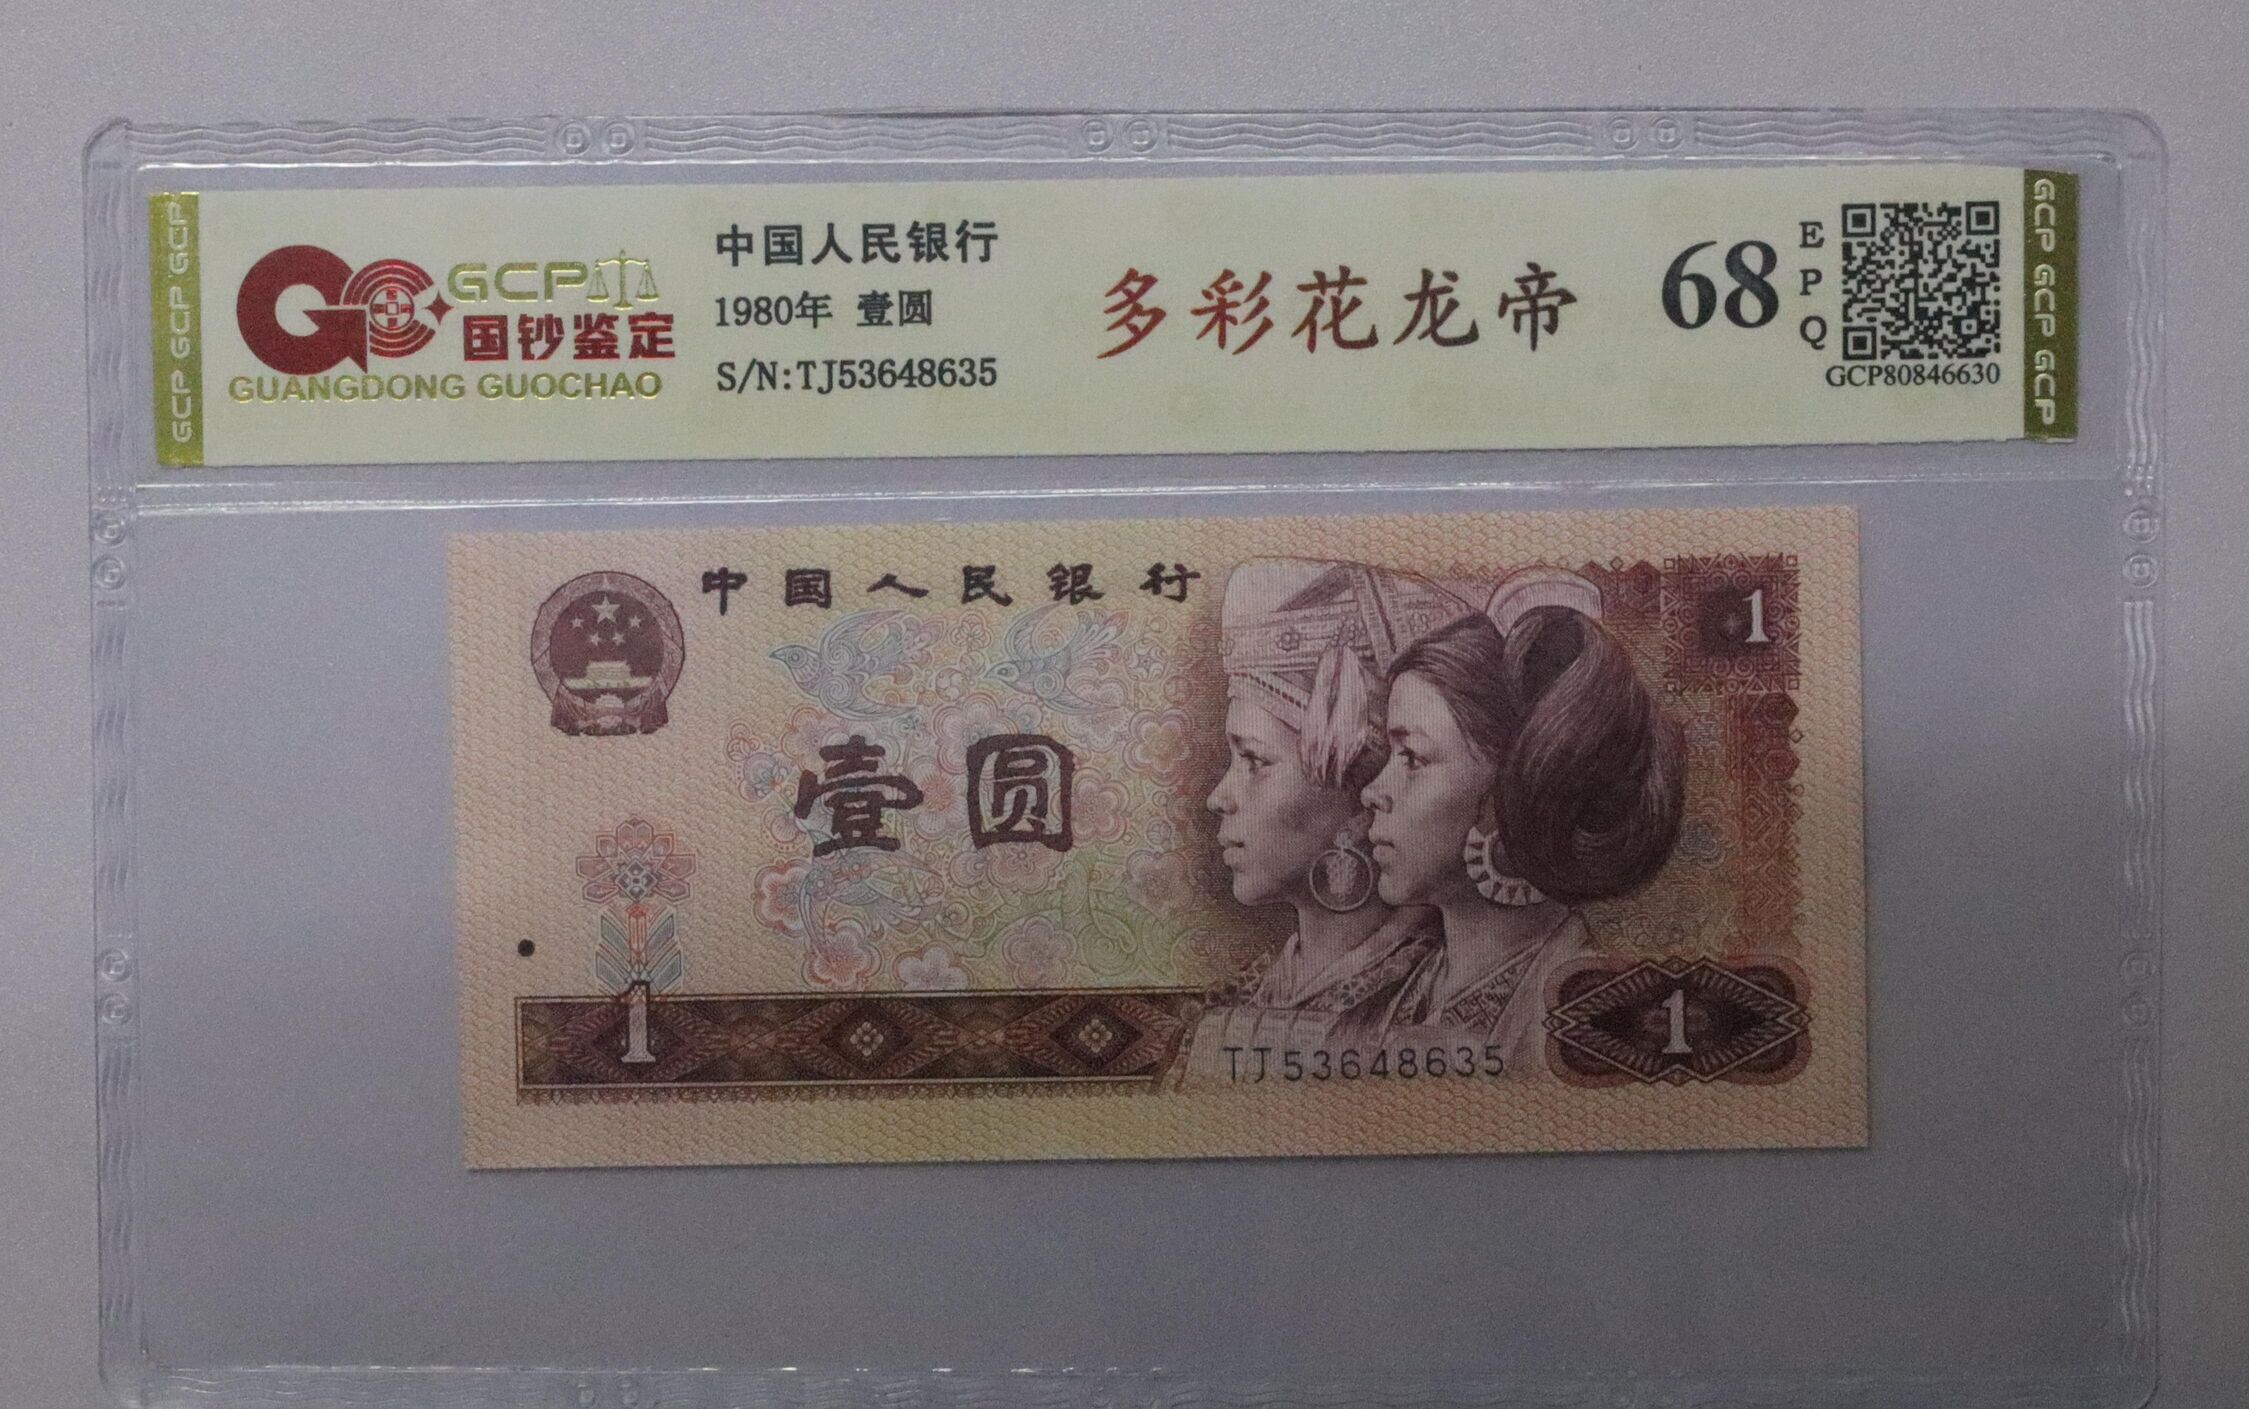 GCP GCP GCP
GCP
国钞鉴定
GUANGDONG GUOCHAO
中国人民银行
1980年 壹圆
S/N:TJ53648635
多彩花龙帝
68
EPQ
GCP80846630
GCP GCP GCP
中国人民银行
1
壹圆
1
1
TJ53648635